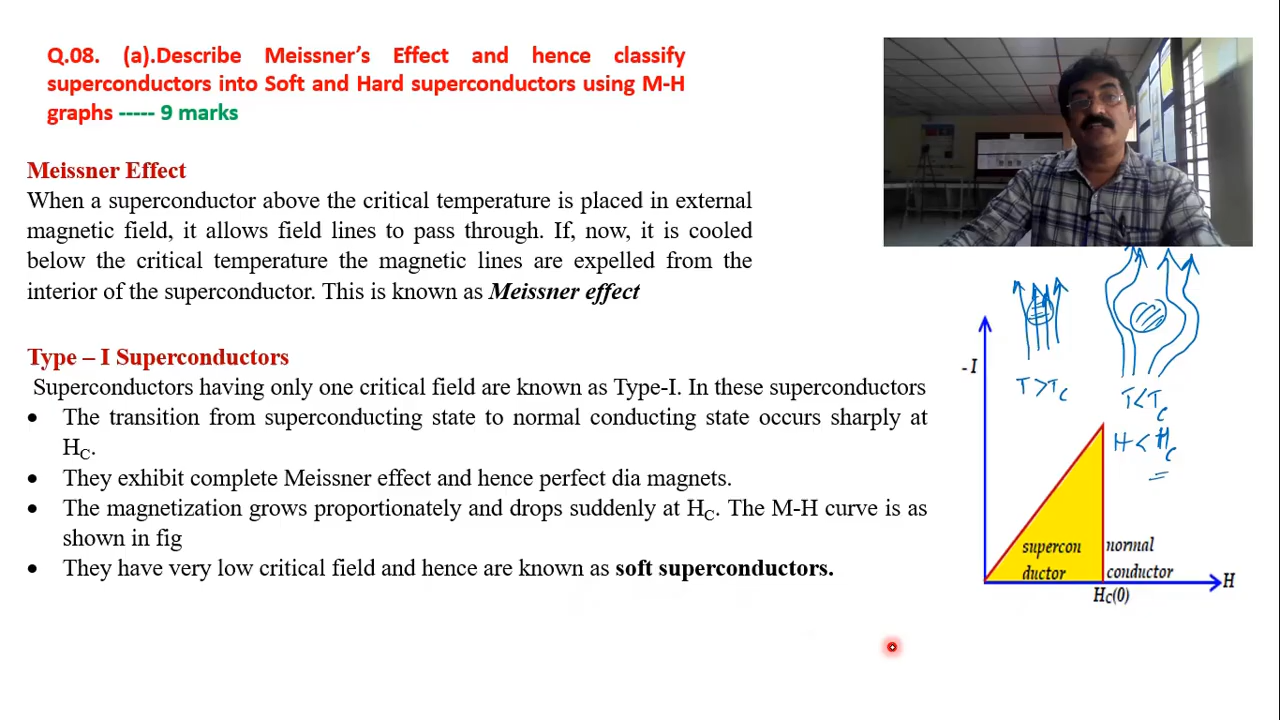 Q.08. (a).Describe Meissner’s Effect and hence classify
superconductors into Soft and Hard superconductors using M-H
graphs ----- 9 marks
Meissner Effect
When a superconductor above the critical temperature is placed in external
magnetic field, it allows field lines to pass through. If, now, it is cooled
below the critical temperature the magnetic lines are expelled from the
interior of the superconductor. This is known as Meissner effect
Type – I Superconductors
Superconductors having only one critical field are known as Type-I. In these superconductors
• The transition from superconducting state to normal conducting state occurs sharply at
HC.
• They exhibit complete Meissner effect and hence perfect dia magnets.
• The magnetization grows proportionately and drops suddenly at HC. The M-H curve is as
shown in fig
• They have very low critical field and hence are known as soft superconductors.
- I
T>TC
T<TC
H<HC
supercon
ductor
normal
conductor
H
HC(0)